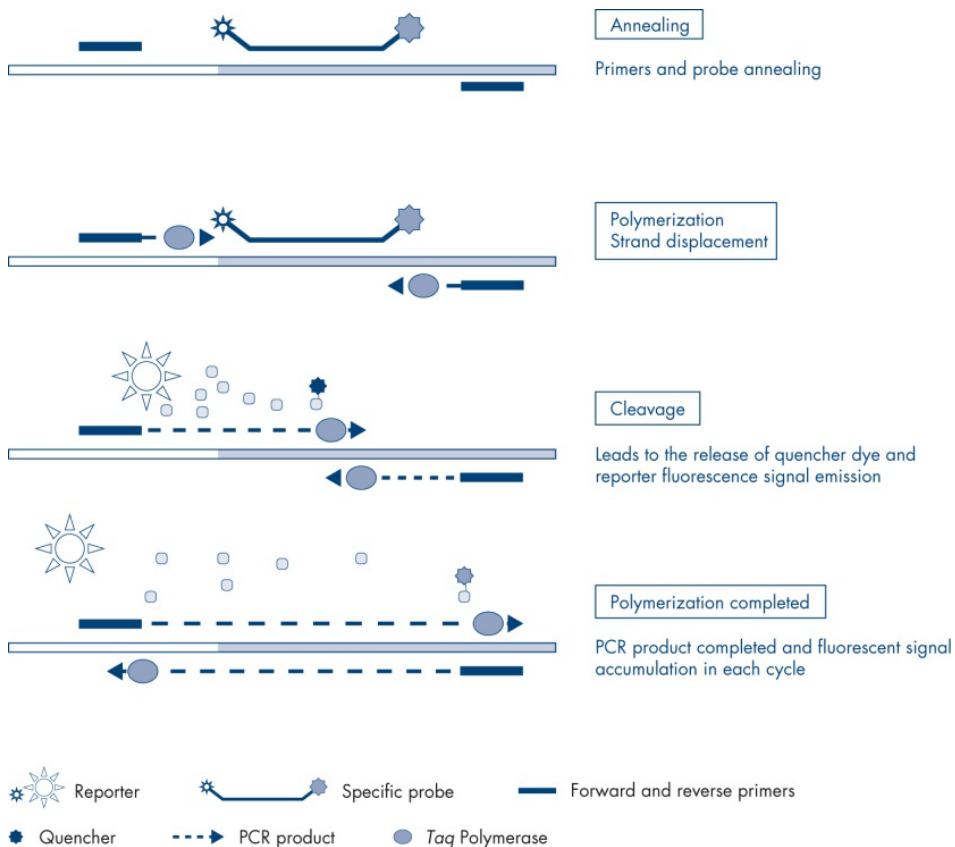 Annealing
Primers and probe annealing
Polymerization
Strand displacement
Cleavage
Leads to the release of quencher dye and
reporter fluorescence signal emission
Polymerization completed
PCR product completed and fluorescent signal
accumulation in each cycle
Reporter
Specific probe
Forward and reverse primers
Quencher
PCR product
Taq Polymerase